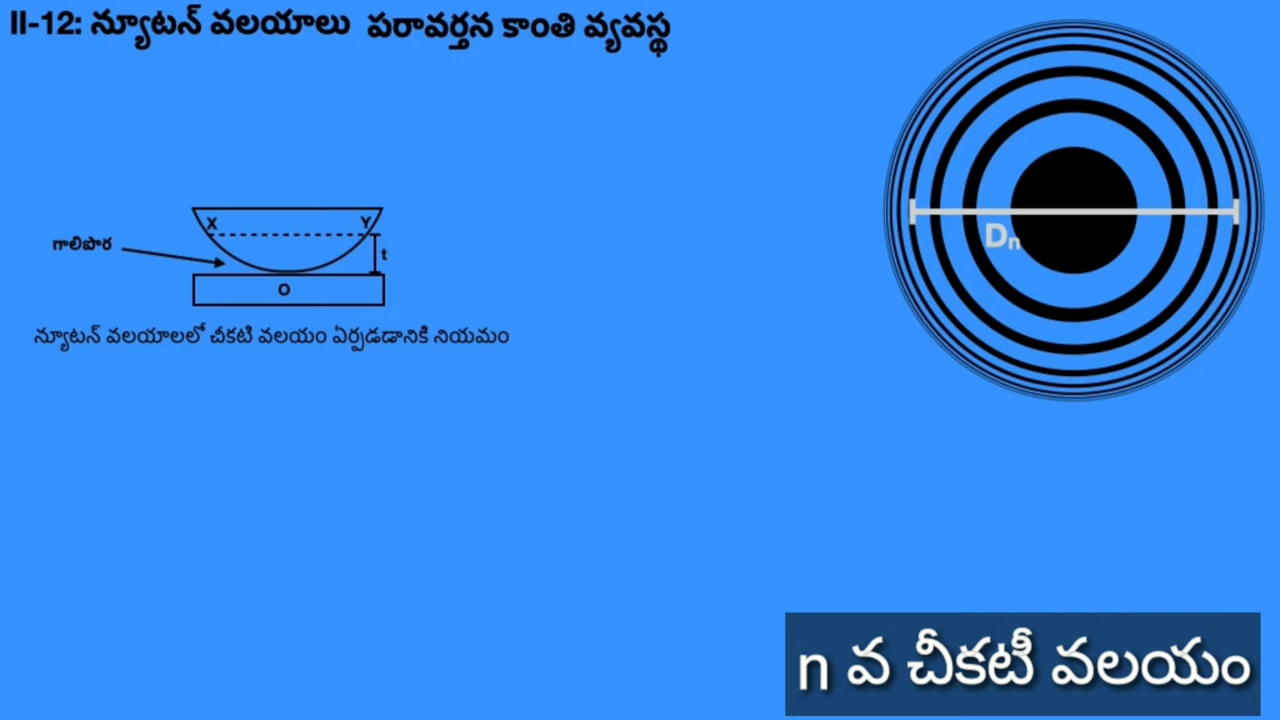 II-12: న్యూటన్ వలయాలు పరావర్తన కాంతి వ్యవస్థ
X Y
గాలిపొర
t
O
న్యూటన్ వలయాలలో చీకటి వలయం ఏర్పడడానికి నియమం
Dn
n వ చీకటీ వలయం